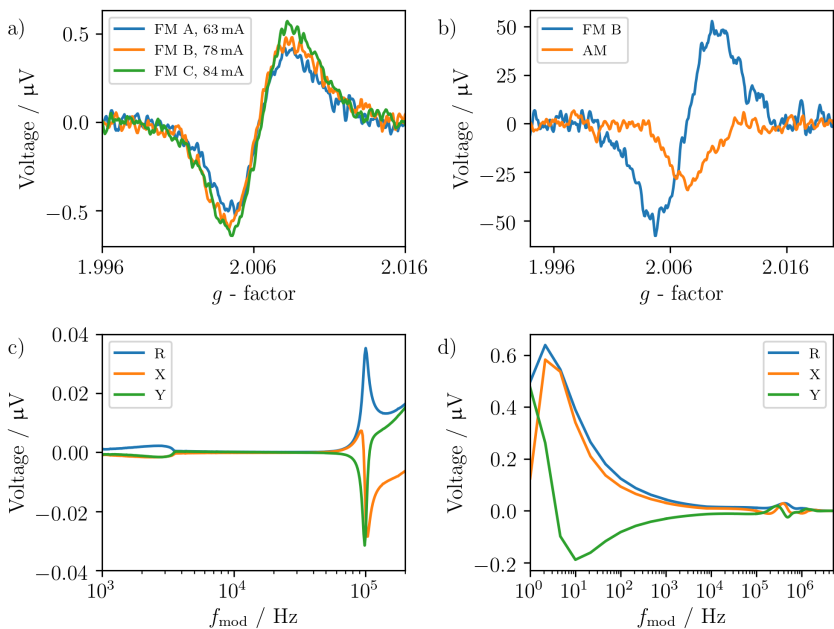 a)
FM A, 63 mA
FM B, 78 mA
FM C, 84 mA
0.5
0.0
−0.5
Voltage / μV
1.996
2.006
2.016
g - factor
b)
FM B
AM
50
25
0
−25
−50
Voltage / μV
1.996
2.006
2.016
g - factor
c)
R
X
Y
0.04
0.02
0.00
−0.02
−0.04
Voltage / μV
10³
10⁴
10⁵
f_mod / Hz
d)
R
X
Y
0.6
0.4
0.2
0.0
−0.2
Voltage / μV
10⁰
10¹
10²
10³
10⁴
10⁵
10⁶
f_mod / Hz